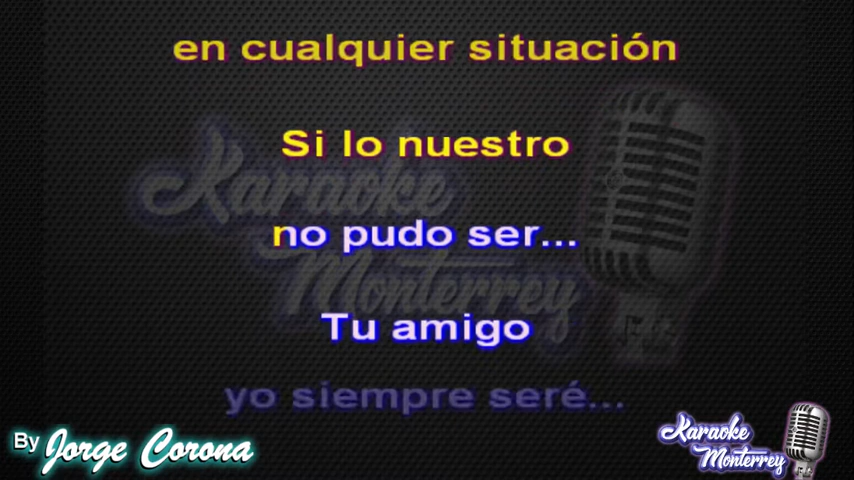 en cualquier situación
Si lo nuestro
no pudo ser...
Tu amigo
yo siempre seré...
Karaoke
Monterrey
By Jorge Corona
Karaoke
Monterrey